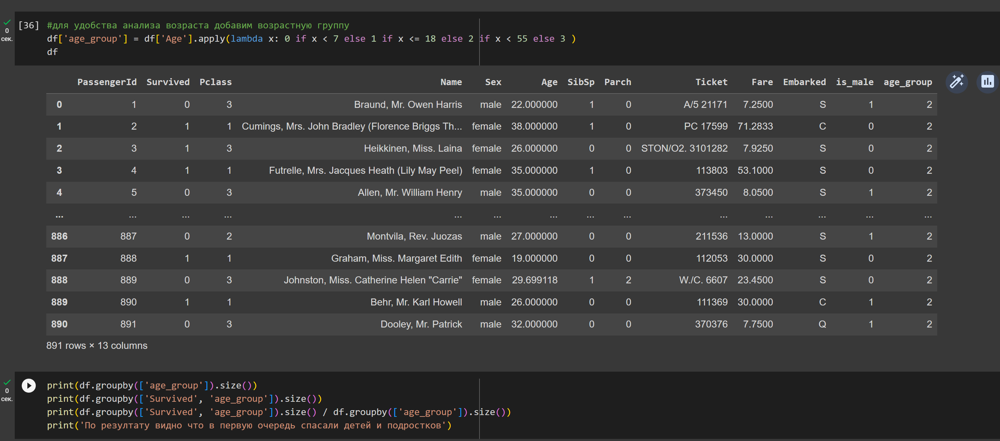 [36] #для удобства анализа возраста добавим возрастную группу
0 df['age_group'] = df['Age'].apply(lambda x: 0 if x < 7 else 1 if x <= 18 else 2 if x < 55 else 3 )
сек. df
PassengerId Survived Pclass Name Sex Age SibSp Parch Ticket Fare Embarked is_male age_group
0 1 0 3 Braund, Mr. Owen Harris male 22.000000 1 0 A/5 21171 7.2500 S 1 2
1 2 1 1 Cumings, Mrs. John Bradley (Florence Briggs Th... female 38.000000 1 0 PC 17599 71.2833 C 0 2
2 3 1 3 Heikkinen, Miss. Laina female 26.000000 0 0 STON/O2. 3101282 7.9250 S 0 2
3 4 1 1 Futrelle, Mrs. Jacques Heath (Lily May Peel) female 35.000000 1 0 113803 53.1000 S 0 2
4 5 0 3 Allen, Mr. William Henry male 35.000000 0 0 373450 8.0500 S 1 2
... ... ... ... ... ... ... ... ... ... ... ... ... ...
886 887 0 2 Montvila, Rev. Juozas male 27.000000 0 0 211536 13.0000 S 1 2
887 888 1 1 Graham, Miss. Margaret Edith female 19.000000 0 0 112053 30.0000 S 0 2
888 889 0 3 Johnston, Miss. Catherine Helen "Carrie" female 29.699118 1 2 W./C. 6607 23.4500 S 0 2
889 890 1 1 Behr, Mr. Karl Howell male 26.000000 0 0 111369 30.0000 C 1 2
890 891 0 3 Dooley, Mr. Patrick male 32.000000 0 0 370376 7.7500 Q 1 2
891 rows × 13 columns
print(df.groupby(['age_group']).size())
0 print(df.groupby(['Survived', 'age_group']).size())
сек. print(df.groupby(['Survived', 'age_group']).size() / df.groupby(['age_group']).size())
print('По резултату видно что в первую очередь спасали детей и подростков')